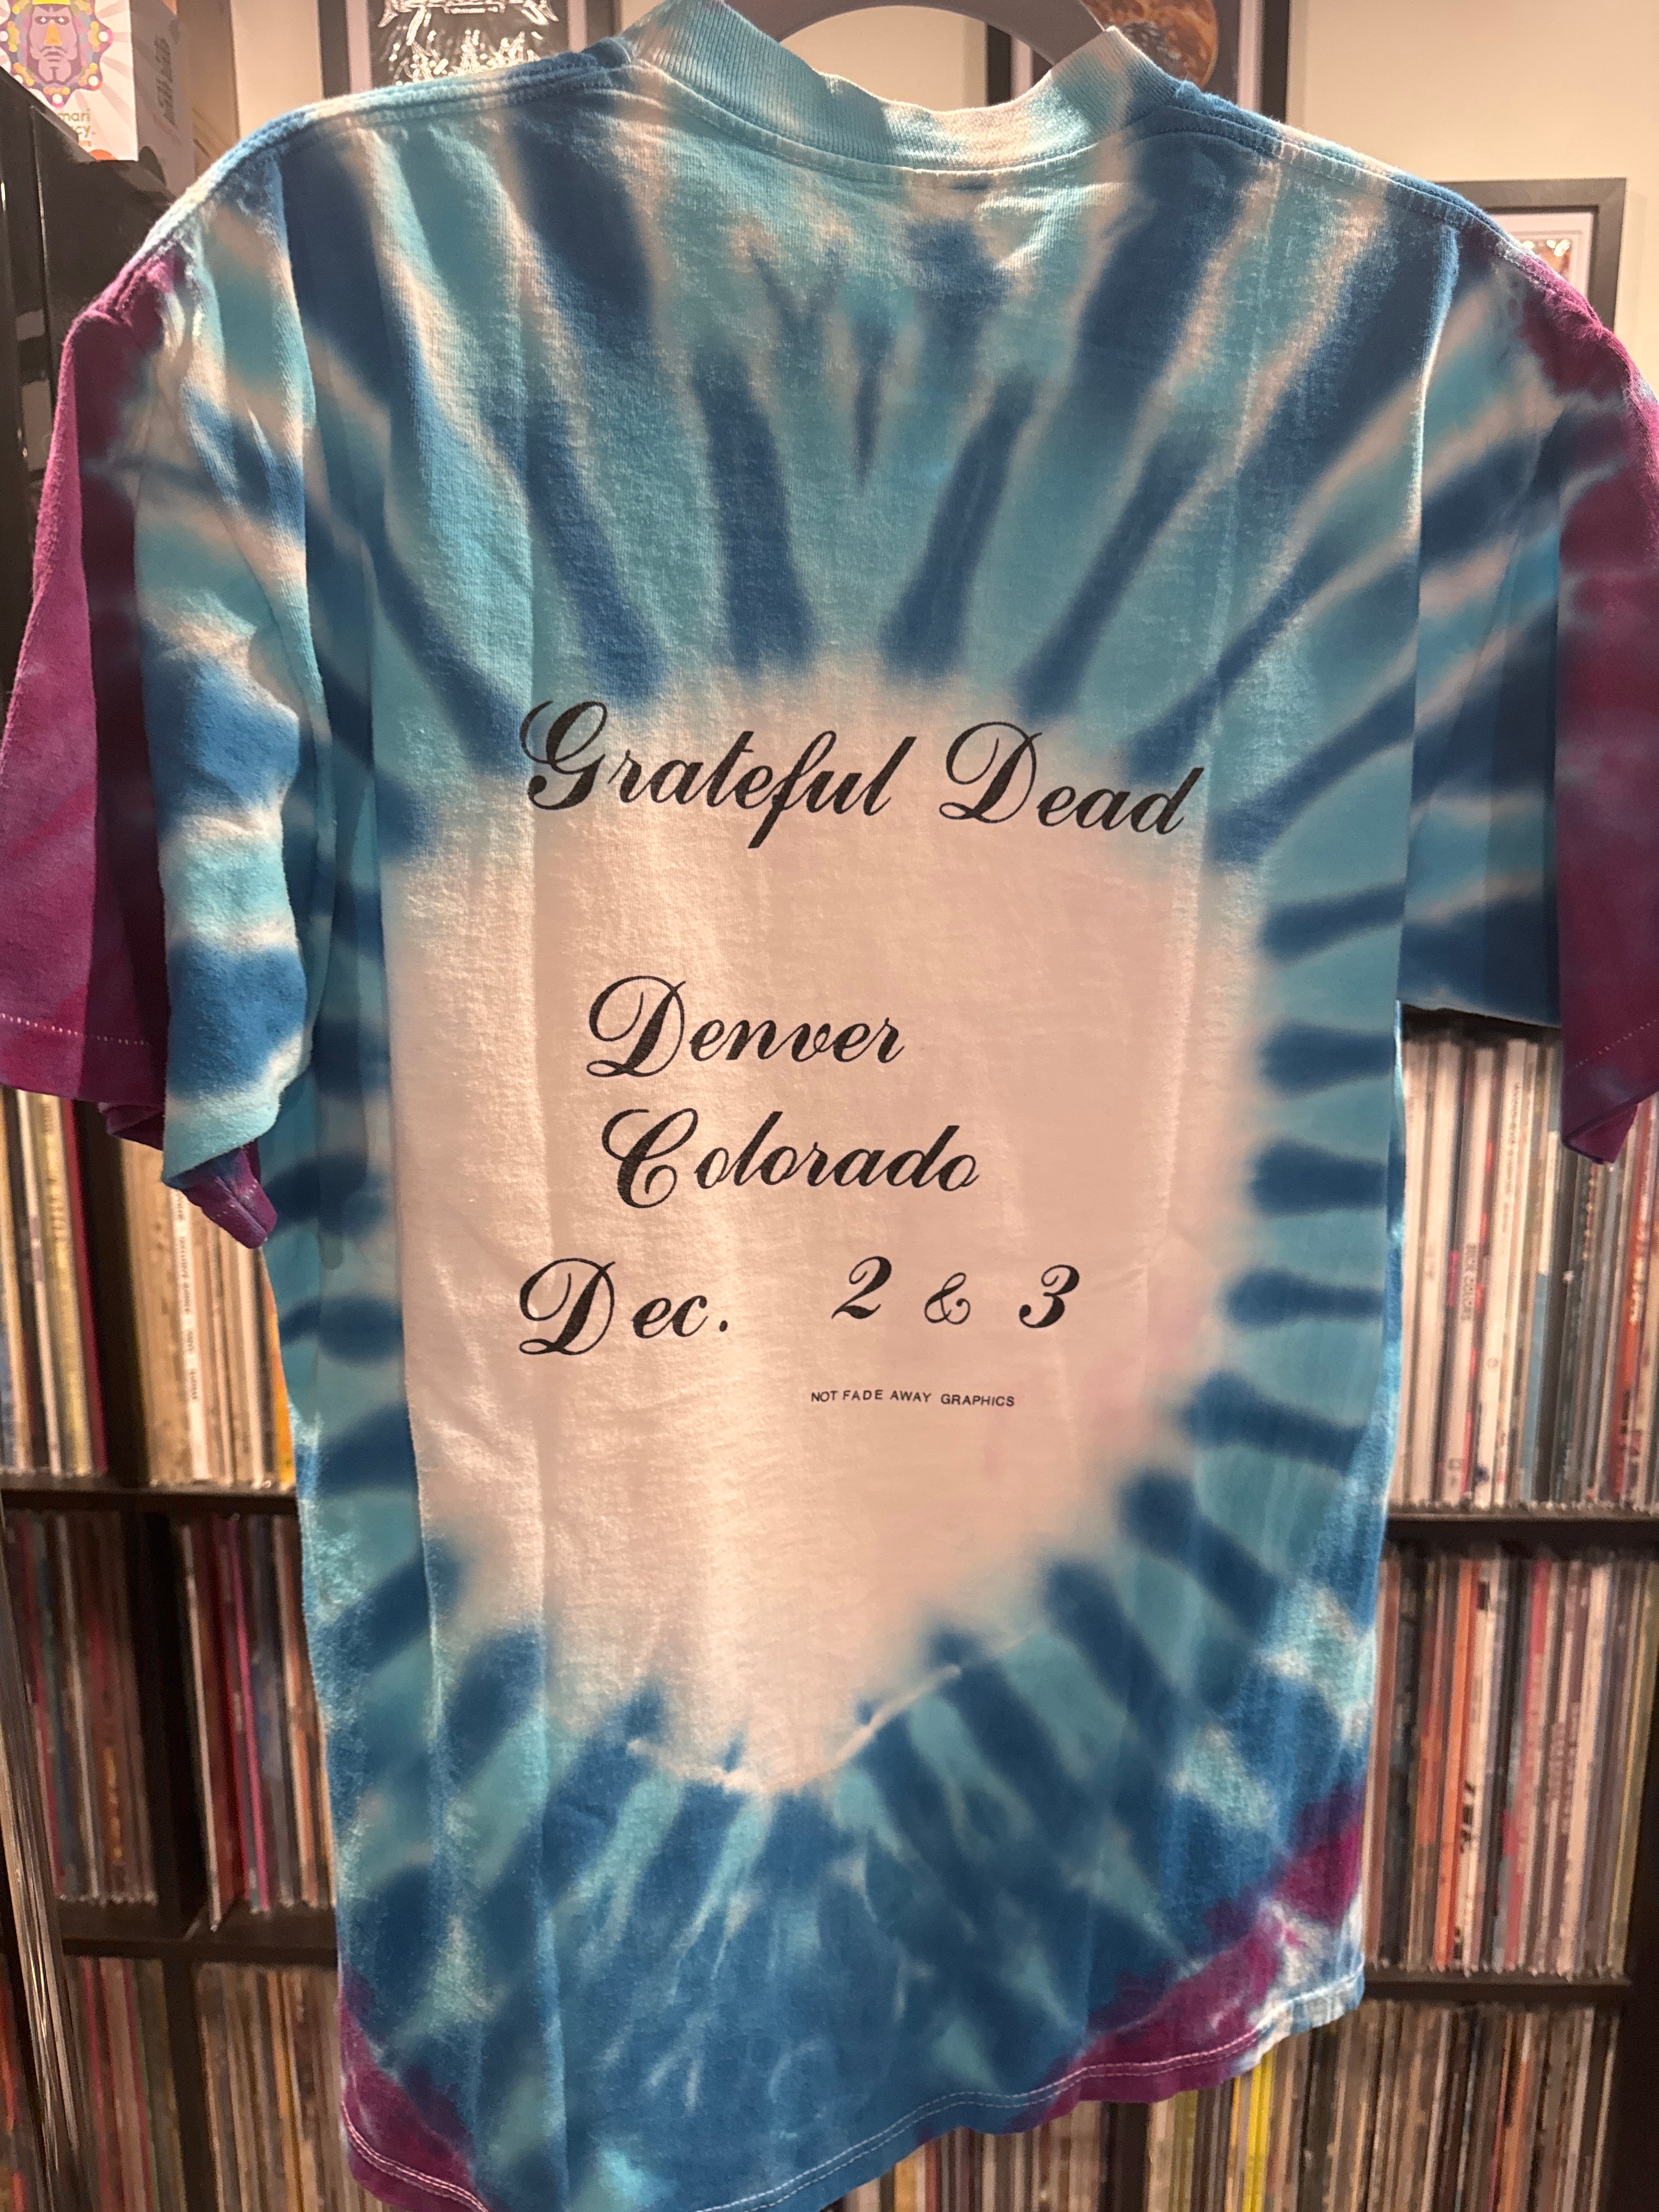 Grateful Dead
Denver
Colorado
Dec. 2 & 3
NOT FADE AWAY GRAPHICS